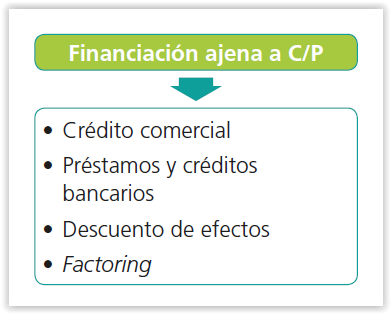 Financiación ajena a C/P
• Crédito comercial
• Préstamos y créditos
bancarios
• Descuento de efectos
• Factoring